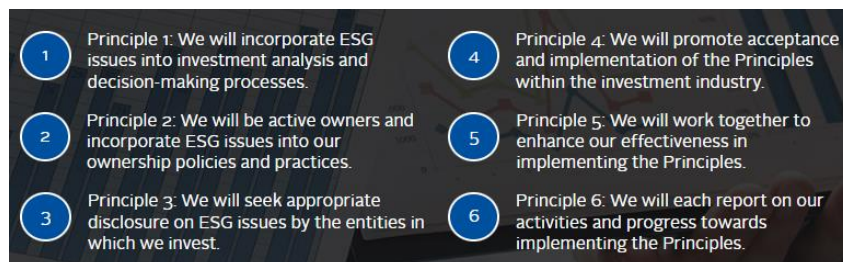 1
Principle 1: We will incorporate ESG
issues into investment analysis and
decision-making processes.
2
Principle 2: We will be active owners and
incorporate ESG issues into our
ownership policies and practices.
3
Principle 3: We will seek appropriate
disclosure on ESG issues by the entities in
which we invest.
4
Principle 4: We will promote acceptance
and implementation of the Principles
within the investment industry.
5
Principle 5: We will work together to
enhance our effectiveness in
implementing the Principles.
6
Principle 6: We will each report on our
activities and progress towards
implementing the Principles.